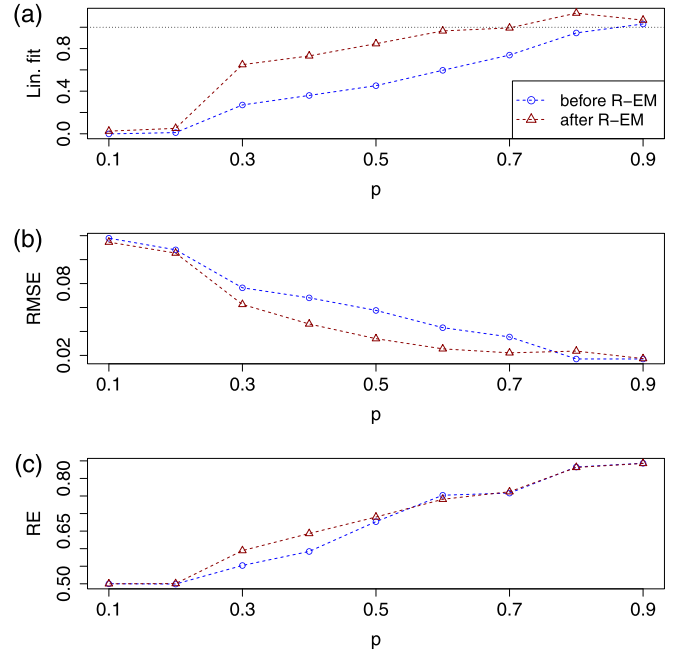 (a)
Lin. fit
0.0 0.4 0.8
before R−EM
after R−EM
0.1 0.3 0.5 0.7 0.9
p
(b)
RMSE
0.02 0.08
0.1 0.3 0.5 0.7 0.9
p
(c)
RE
0.50 0.65 0.80
0.1 0.3 0.5 0.7 0.9
p